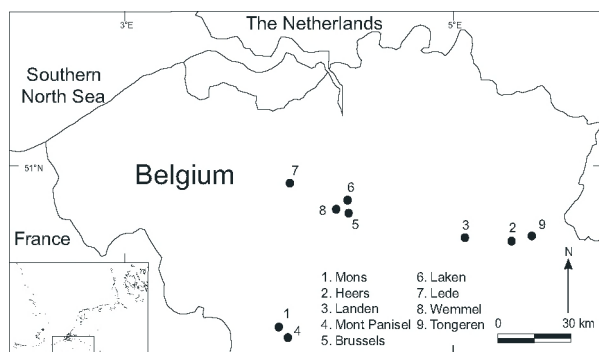 3°E
The Netherlands
5°E
Southern
North Sea
51°N
Belgium
7
6
8
5
3
2
9
France
N
1. Mons
2. Heers
3. Landen
4. Mont Panisel
5. Brussels
6. Laken
7. Lede
8. Wemmel
9. Tongeren
0 30 km
1
4